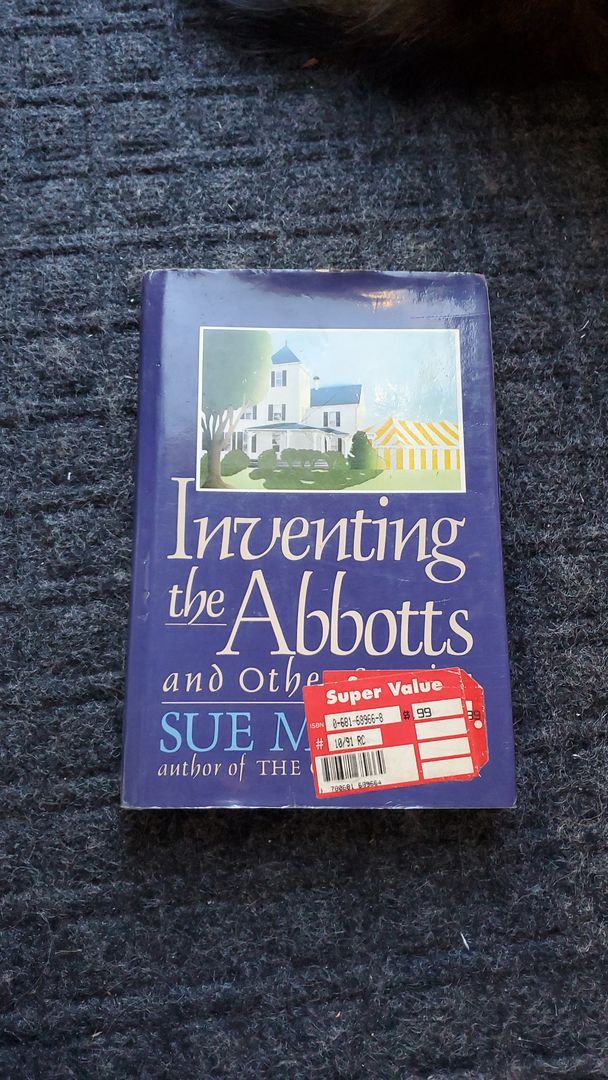 Inventing
the Abbotts
and Other
SUE M
author of THE
Super Value
ISBN 0-681-68966-8 $ 99
# 10/91 RC